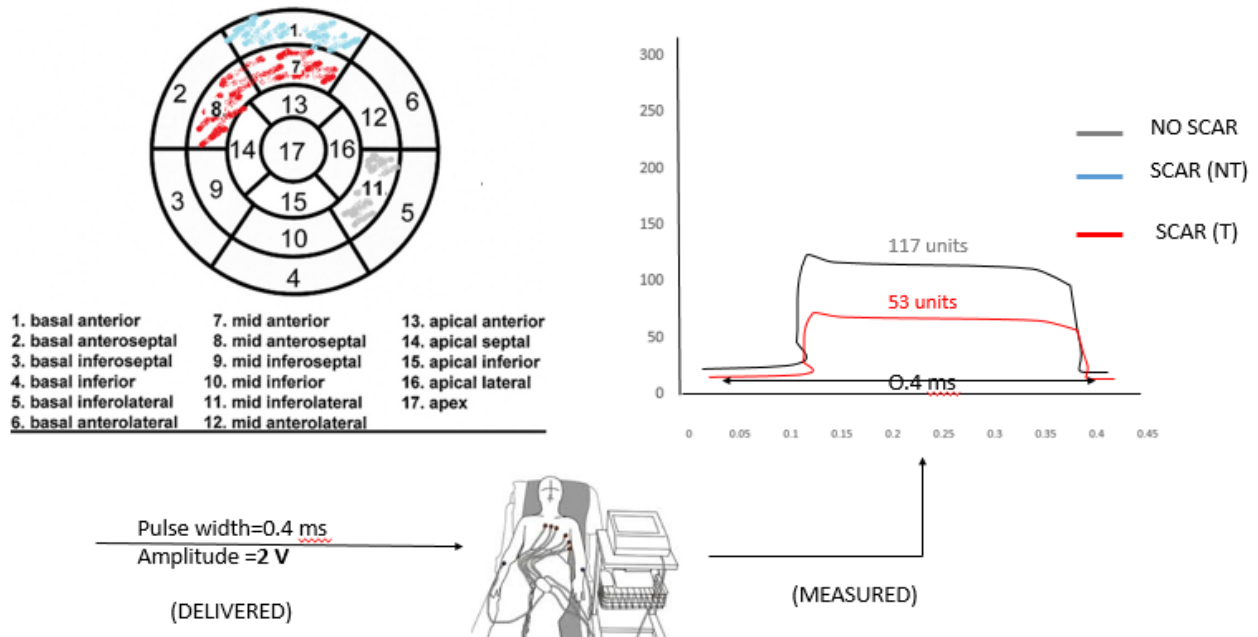 1.
2
7
6
8
13
12
14
17
16
9
15
11
3
5
10
4
1. basal anterior
2. basal anteroseptal
3. basal inferoseptal
4. basal inferior
5. basal inferolateral
6. basal anterolateral
7. mid anterior
8. mid anteroseptal
9. mid inferoseptal
10. mid inferior
11. mid inferolateral
12. mid anterolateral
13. apical anterior
14. apical septal
15. apical inferior
16. apical lateral
17. apex
300
250
200
150
100
50
0
117 units
53 units
O.4 ms
0 0.05 0.1 0.15 0.2 0.25 0.3 0.35 0.4 0.45
NO SCAR
SCAR (NT)
SCAR (T)
Pulse width=0.4 ms
Amplitude =2 V
(DELIVERED)
(MEASURED)